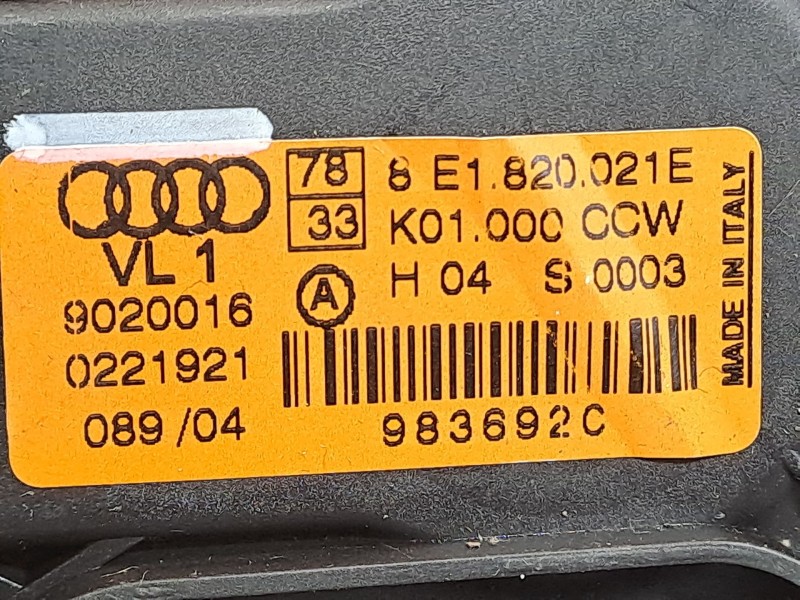 78 8 E1.820.021E
33 K01.000 CCW
VL 1
A H 04 S 0003
9020016
0221921
089/04
983692C
MADE IN ITALY